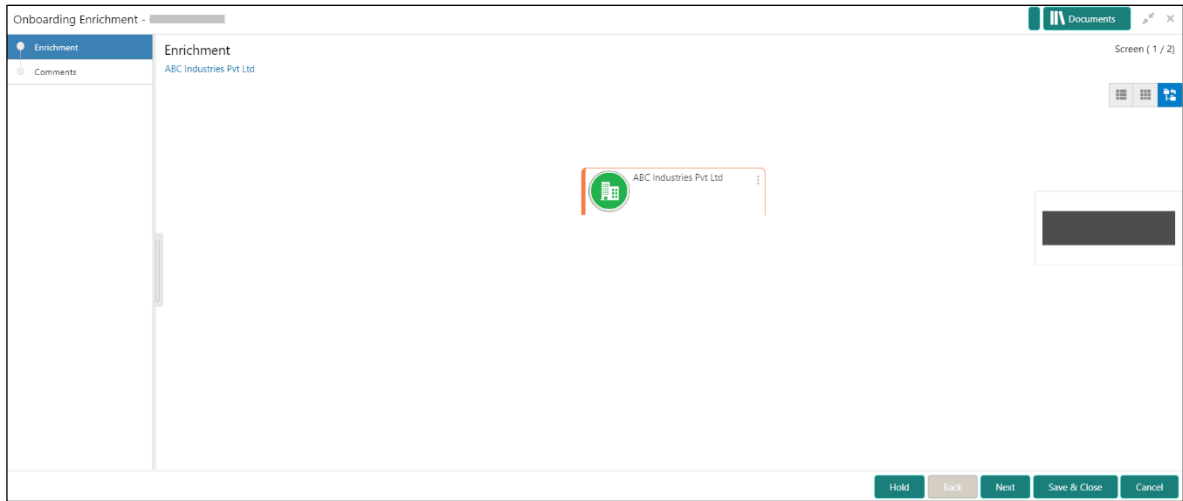 Onboarding Enrichment -
Documents
Enrichment
Comments
Enrichment
Screen ( 1 / 2)
ABC Industries Pvt Ltd
ABC Industries Pvt Ltd
Hold
Back
Next
Save & Close
Cancel